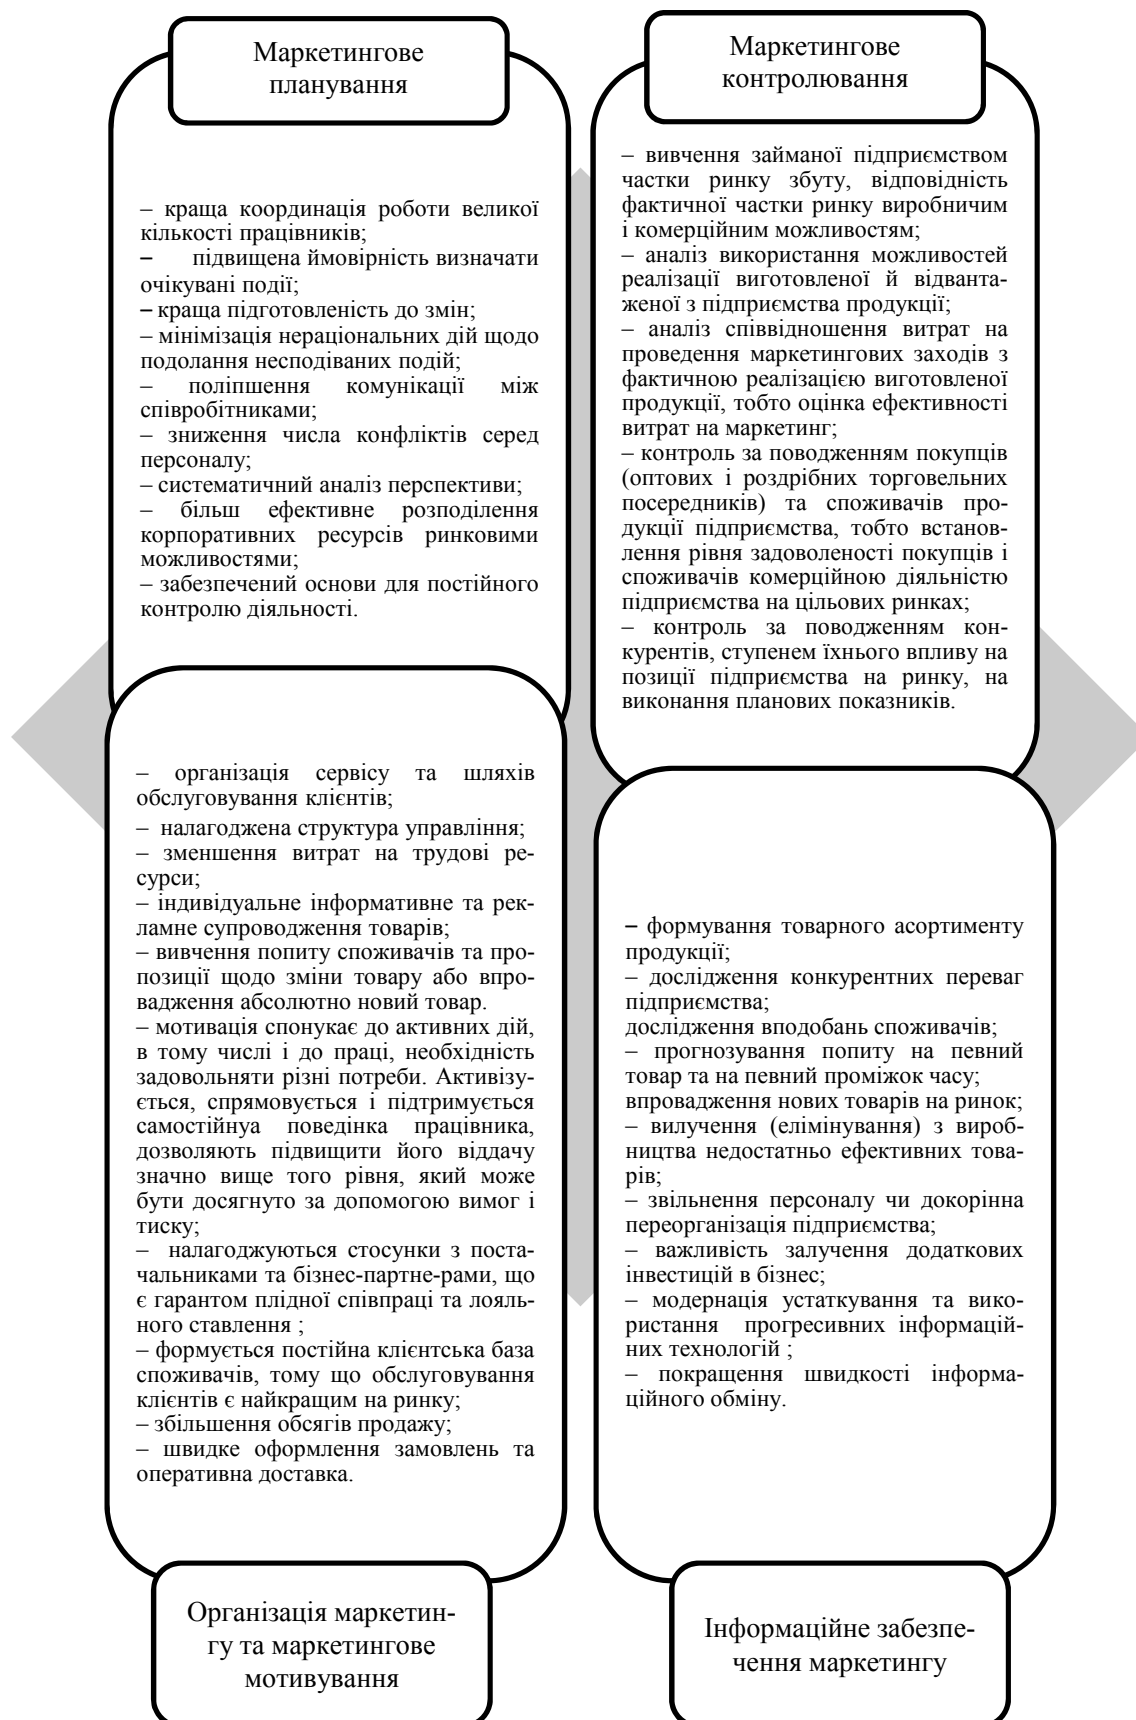 Маркетингове
планування
– краща координація роботи великої
кількості працівників;
– підвищена ймовірність визначати
очікувані події;
– краща підготовленість до змін;
– мінімізація нераціональних дій щодо
подолання несподіваних подій;
– поліпшення комунікації між
співробітниками;
– зниження числа конфліктів серед
персоналу;
– систематичний аналіз перспективи;
– більш ефективне розподілення
корпоративних ресурсів ринковими
можливостями;
– забезпечений основи для постійного
контролю діяльності.
Маркетингове
контролювання
– вивчення займаної підприємством
частки ринку збуту, відповідність
фактичної частки ринку виробничим
і комерційним можливостям;
– аналіз використання можливостей
реалізації виготовленої й відванта-
женої з підприємства продукції;
– аналіз співвідношення витрат на
проведення маркетингових заходів з
фактичною реалізацією виготовленої
продукції, тобто оцінка ефективності
витрат на маркетинг;
– контроль за поводженням покупців
(оптових і роздрібних торговельних
посередників) та споживачів про-
дукції підприємства, тобто встанов-
лення рівня задоволеності покупців і
споживачів комерційною діяльністю
підприємства на цільових ринках;
– контроль за поводженням кон-
курентів, ступенем їхнього впливу на
позиції підприємства на ринку, на
виконання планових показників.
– організація сервісу та шляхів
обслуговування клієнтів;
– налагоджена структура управління;
– зменшення витрат на трудові ре-
сурси;
– індивідуальне інформативне та рек-
ламне супроводження товарів;
– вивчення попиту споживачів та про-
позиції щодо зміни товару або впро-
вадження абсолютно новий товар.
– мотивація спонукає до активних дій,
в тому числі і до праці, необхідність
задовольняти різні потреби. Активізу-
ється, спрямовується і підтримується
самостійнуа поведінка працівника,
дозволяють підвищити його віддачу
значно вище того рівня, який може
бути досягнуто за допомогою вимог і
тиску;
– налагоджуються стосунки з поста-
чальниками та бізнес-партне-рами, що
є гарантом плідної співпраці та лояль-
ного ставлення ;
– формується постійна клієнтська база
споживачів, тому що обслуговування
клієнтів є найкращим на ринку;
– збільшення обсягів продажу;
– швидке оформлення замовлень та
оперативна доставка.
Організація маркетин-
гу та маркетингове
мотивування
– формування товарного асортименту
продукції;
– дослідження конкурентних переваг
підприємства;
дослідження вподобань споживачів;
– прогнозування попиту на певний
товар та на певний проміжок часу;
впровадження нових товарів на ринок;
– вилучення (елімінування) з вироб-
ництва недостатньо ефективних това-
рів;
– звільнення персоналу чи докорінна
переорганізація підприємства;
– важливість залучення додаткових
інвестицій в бізнес;
– модернація устаткування та вико-
ристання прогресивних інформацій-
них технологій ;
– покращення швидкості інформа-
ційного обміну.
Інформаційне забезпе-
чення маркетингу